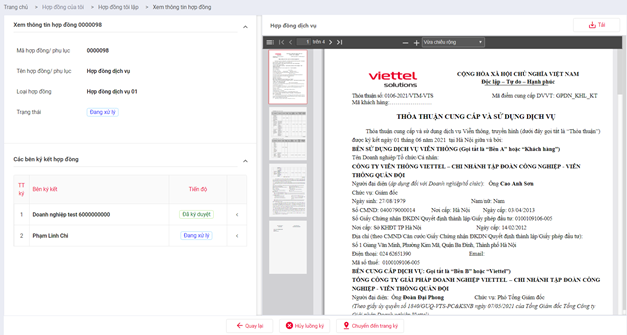 Trang chủ > Hợp đồng của tôi > Hợp đồng tôi lập > Xem thông tin hợp đồng
Xem thông tin hợp đồng 0000098
Mã hợp đồng/ phụ lục 0000098
Tên hợp đồng/ phụ lục Hợp đồng dịch vụ
Loại hợp đồng Hợp đồng dịch vụ 01
Trạng thái Đang xử lý
Các bên ký kết hợp đồng
TT ký Bên ký kết Tiến độ
1 Doanh nghiệp test 6000000000 Đã ký duyệt
2 Phạm Linh Chi Đang xử lý
Hợp đồng dịch vụ
Tải
trên 4
Vừa chiều rộng
viettel
solutions
CỘNG HÒA XÃ HỘI CHỦ NGHĨA VIỆT NAM
Độc lập – Tự do – Hạnh phúc
Thỏa thuận số: 0106-2021/VTM-VTS
Mã điểm cung cấp DVVT: GPDN_KHL_KT
Mã khách hàng:
THỎA THUẬN CUNG CẤP VÀ SỬ DỤNG DỊCH VỤ
Thỏa thuận cung cấp và sử dụng dịch vụ Viễn thông, truyền hình (dưới đây gọi tắt là “Thỏa thuận”)
được ký kết ngày 01 tháng 06 năm 2021 tại Hà Nội giữa và bởi:
BÊN SỬ DỤNG DỊCH VỤ VIỄN THÔNG (Gọi tắt là “Bên A” hoặc “Khách hàng”)
Tên Doanh nghiệp/Tổ chức/Cá nhân:
CÔNG TY VIỄN THÔNG VIETTEL – CHI NHÁNH TẬP ĐOÀN CÔNG NGHIỆP - VIỄN
THÔNG QUÂN ĐỘI
Người đại diện (áp dụng đối với Doanh nghiệp/tổ chức): Ông Cao Anh Sơn
Chức vụ: Giám đốc
Ngày sinh: 27/08/1979 Nam/nữ: Nam
Số CMND: 040079000014 Nơi cấp: Hà Nội Ngày cấp: 03/04/2013
Số Giấy Chứng nhận ĐKDN/Quyết định thành lập/Giấy phép đầu tư: 0100109106-005
Nơi cấp: Sở KHĐT TP Hà Nội Ngày cấp: 14/02/2012
Địa chỉ (theo CMND/Căn cước/Giấy Chứng nhận ĐKDN/Quyết định thành lập/Giấy phép đầu tư):
Số 1 Giang Văn Minh, Phường Kim Mã, Quận Ba Đình, Thành phố Hà Nội
Điện thoại: 024 62651390 Email:
Mã số thuế: 0100109106-005
BÊN CUNG CẤP DỊCH VỤ: Gọi tắt là “Bên B” hoặc “Viettel”)
TỔNG CÔNG TY GIẢI PHÁP DOANH NGHIỆP VIETTEL – CHI NHÁNH TẬP ĐOÀN CÔNG
NGHIỆP - VIỄN THÔNG QUÂN ĐỘI
Người đại diện: Ông Đoàn Đại Phong Chức vụ: Phó Tổng giám đốc
(Theo giấy ủy quyền số 1840/GUQ-VTS-PC&KSNB ngày 07/05/2021 của Tổng Giám đốc Tổng Công ty
Quay lại Hủy luồng ký Chuyển đến trang ký